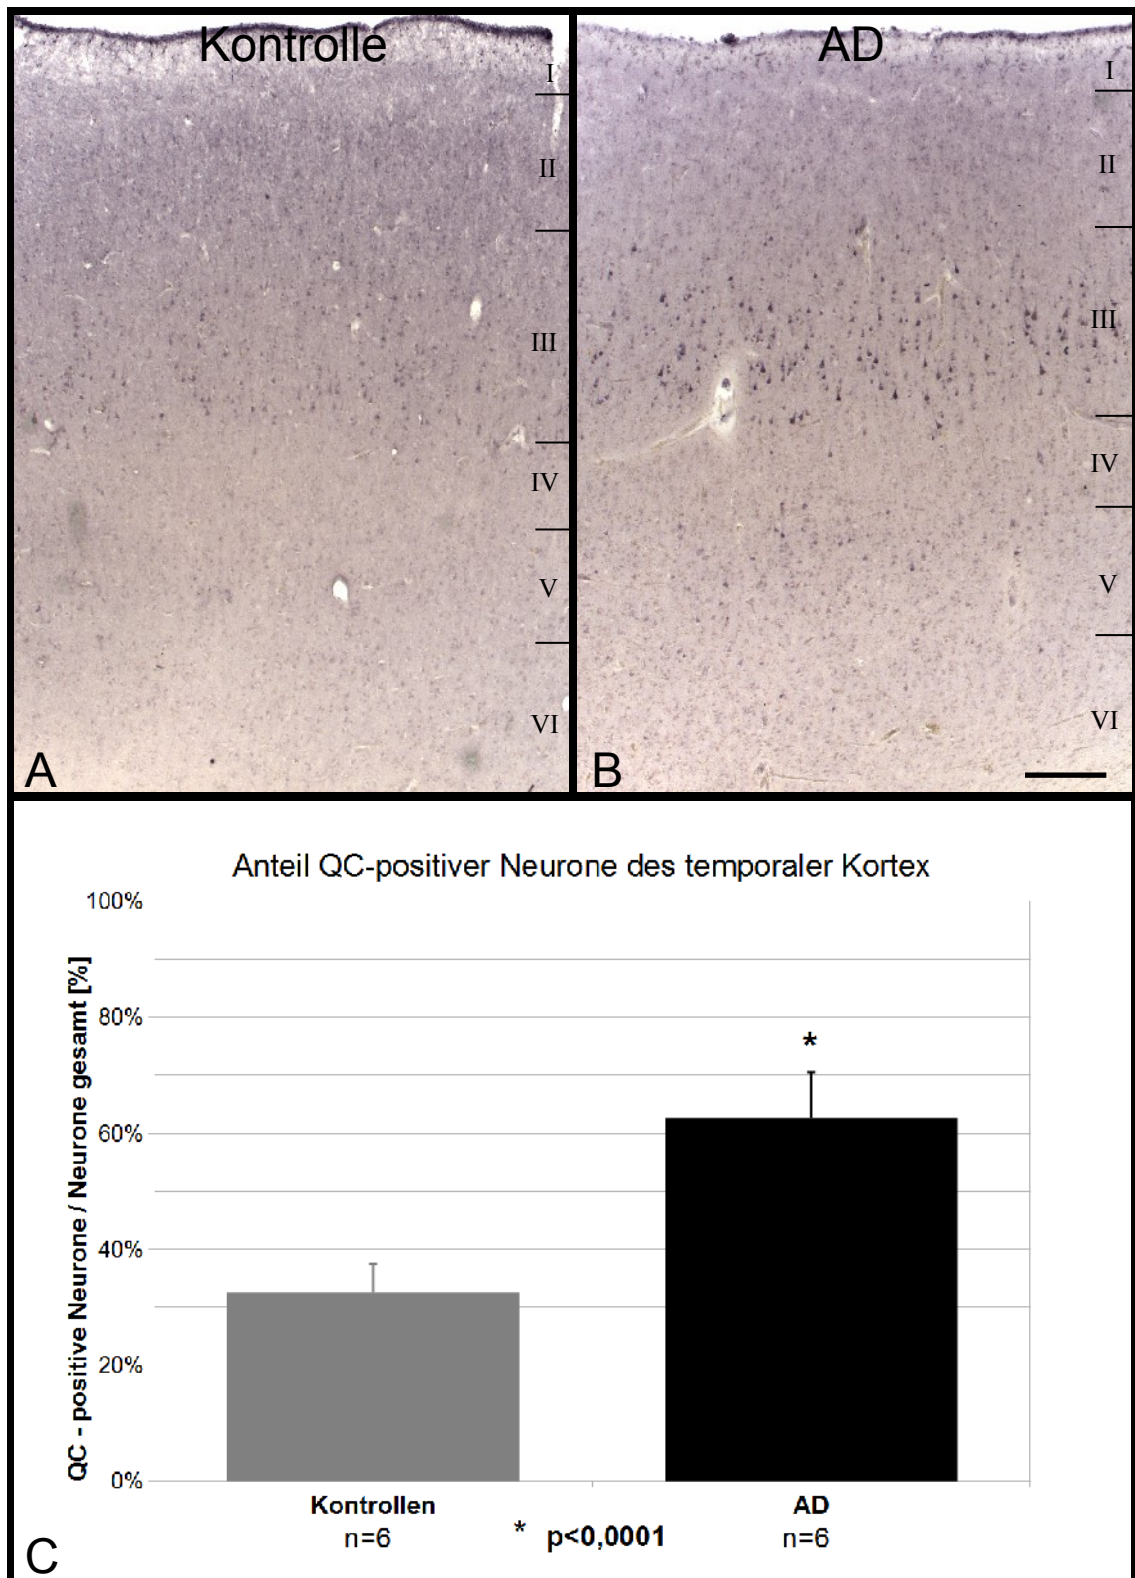 Kontrolle
I
II
III
IV
V
VI
A
AD
I
II
III
IV
V
VI
B
Anteil QC-positiver Neurone des temporaler Kortex
QC - positive Neurone / Neurone gesamt [%]
100%
80%
60%
40%
20%
0%
*
Kontrollen
n=6
AD
n=6
* p<0,0001
C